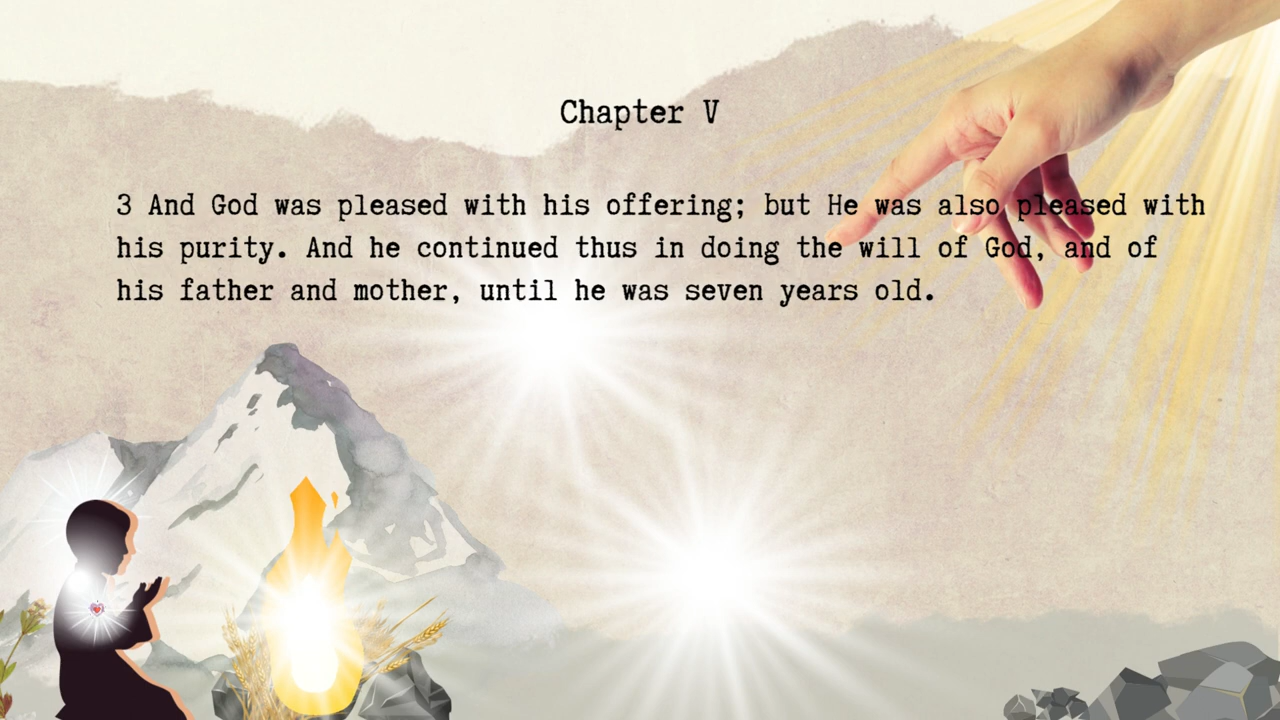 Chapter V
3 And God was pleased with his offering; but He was also pleased with
his purity. And he continued thus in doing the will of God, and of
his father and mother, until he was seven years old.